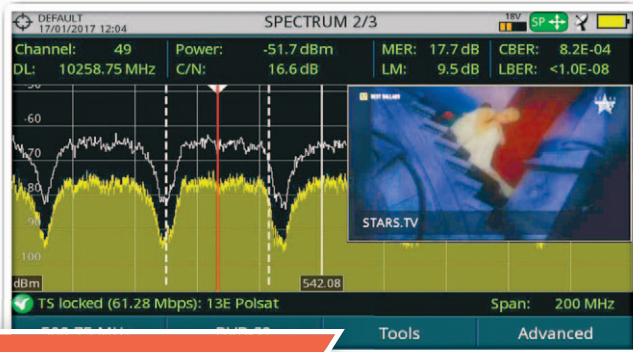 DEFAULT
17/01/2017 12:04
SPECTRUM 2/3
18V
SP
Channel: 49
Power: -51.7 dBm
MER: 17.7 dB
CBER: 8.2E-04
DL: 10258.75 MHz
C/N: 16.6 dB
LM: 9.5 dB
LBER: <1.0E-08
-60
-70
-80
-90
-100
BEST BALLADS
STARS.TV
dBm
542.08
TS locked (61.28 Mbps): 13E Polsat
Span: 200 MHz
Tools
Advanced